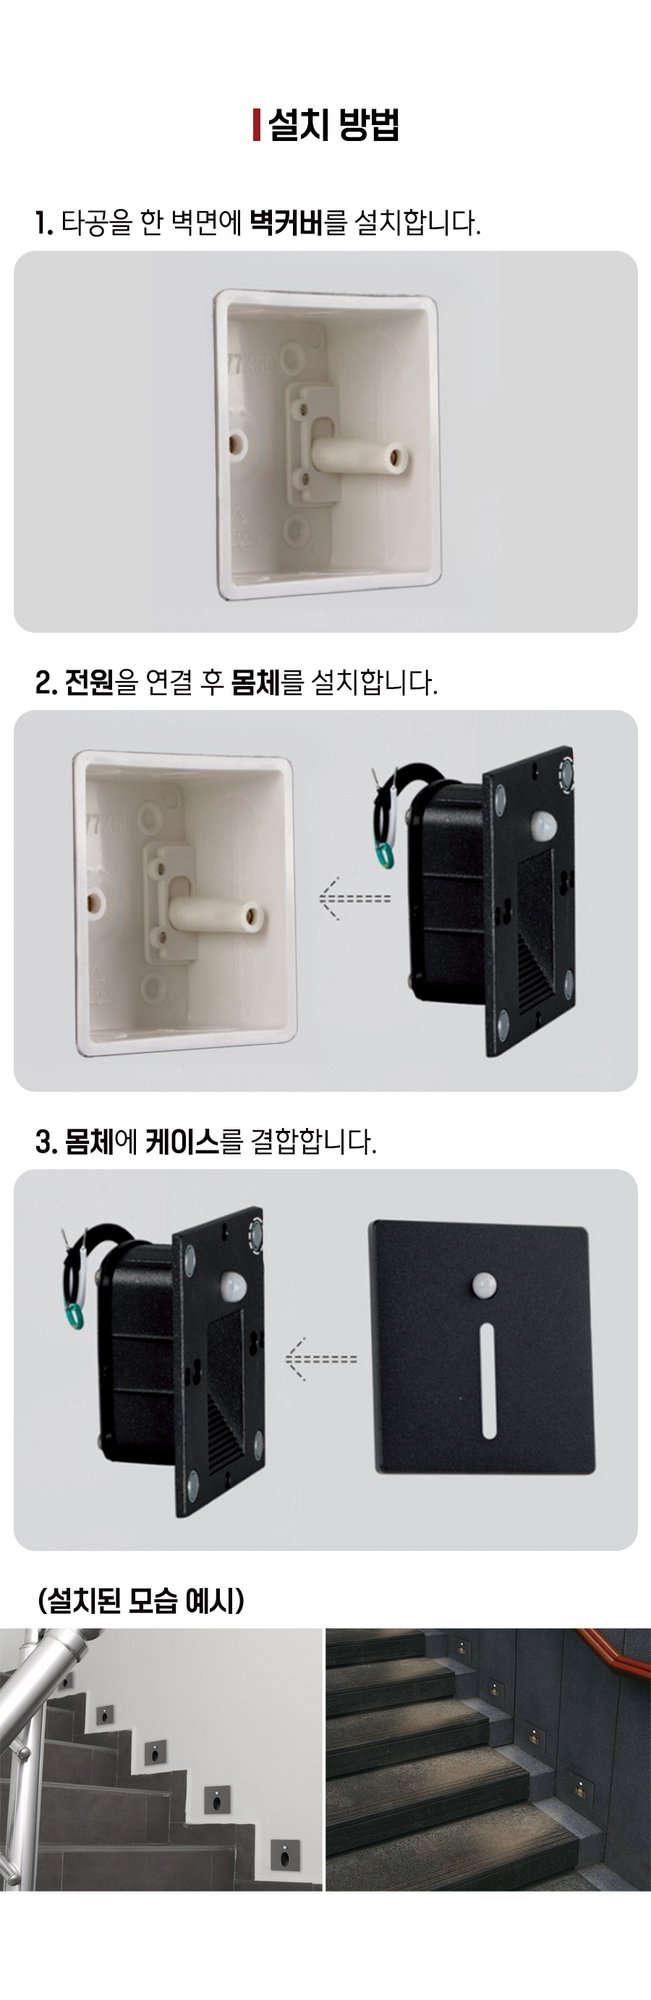 설치 방법
1. 타공을 한 벽면에 벽커버를 설치합니다.
77X60
2. 전원을 연결 후 몸체를 설치합니다.
77X60
3. 몸체에 케이스를 결합합니다.
(설치된 모습 예시)